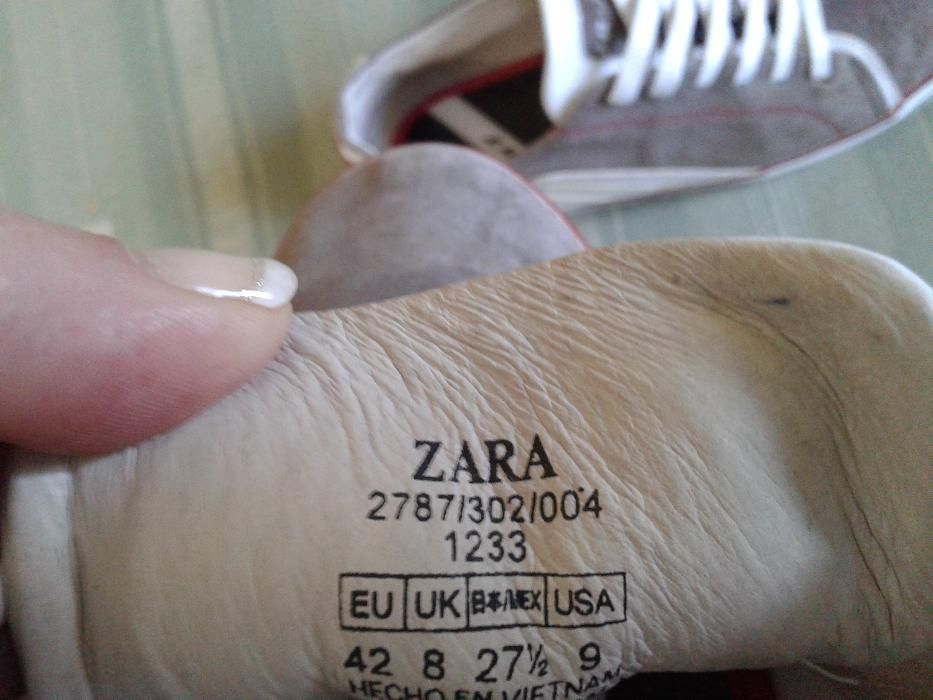 ZARA
2787/302/004
1233
EU UK 日本/MEX USA
42 8 27½ 9
HECHO EN VIETNAM